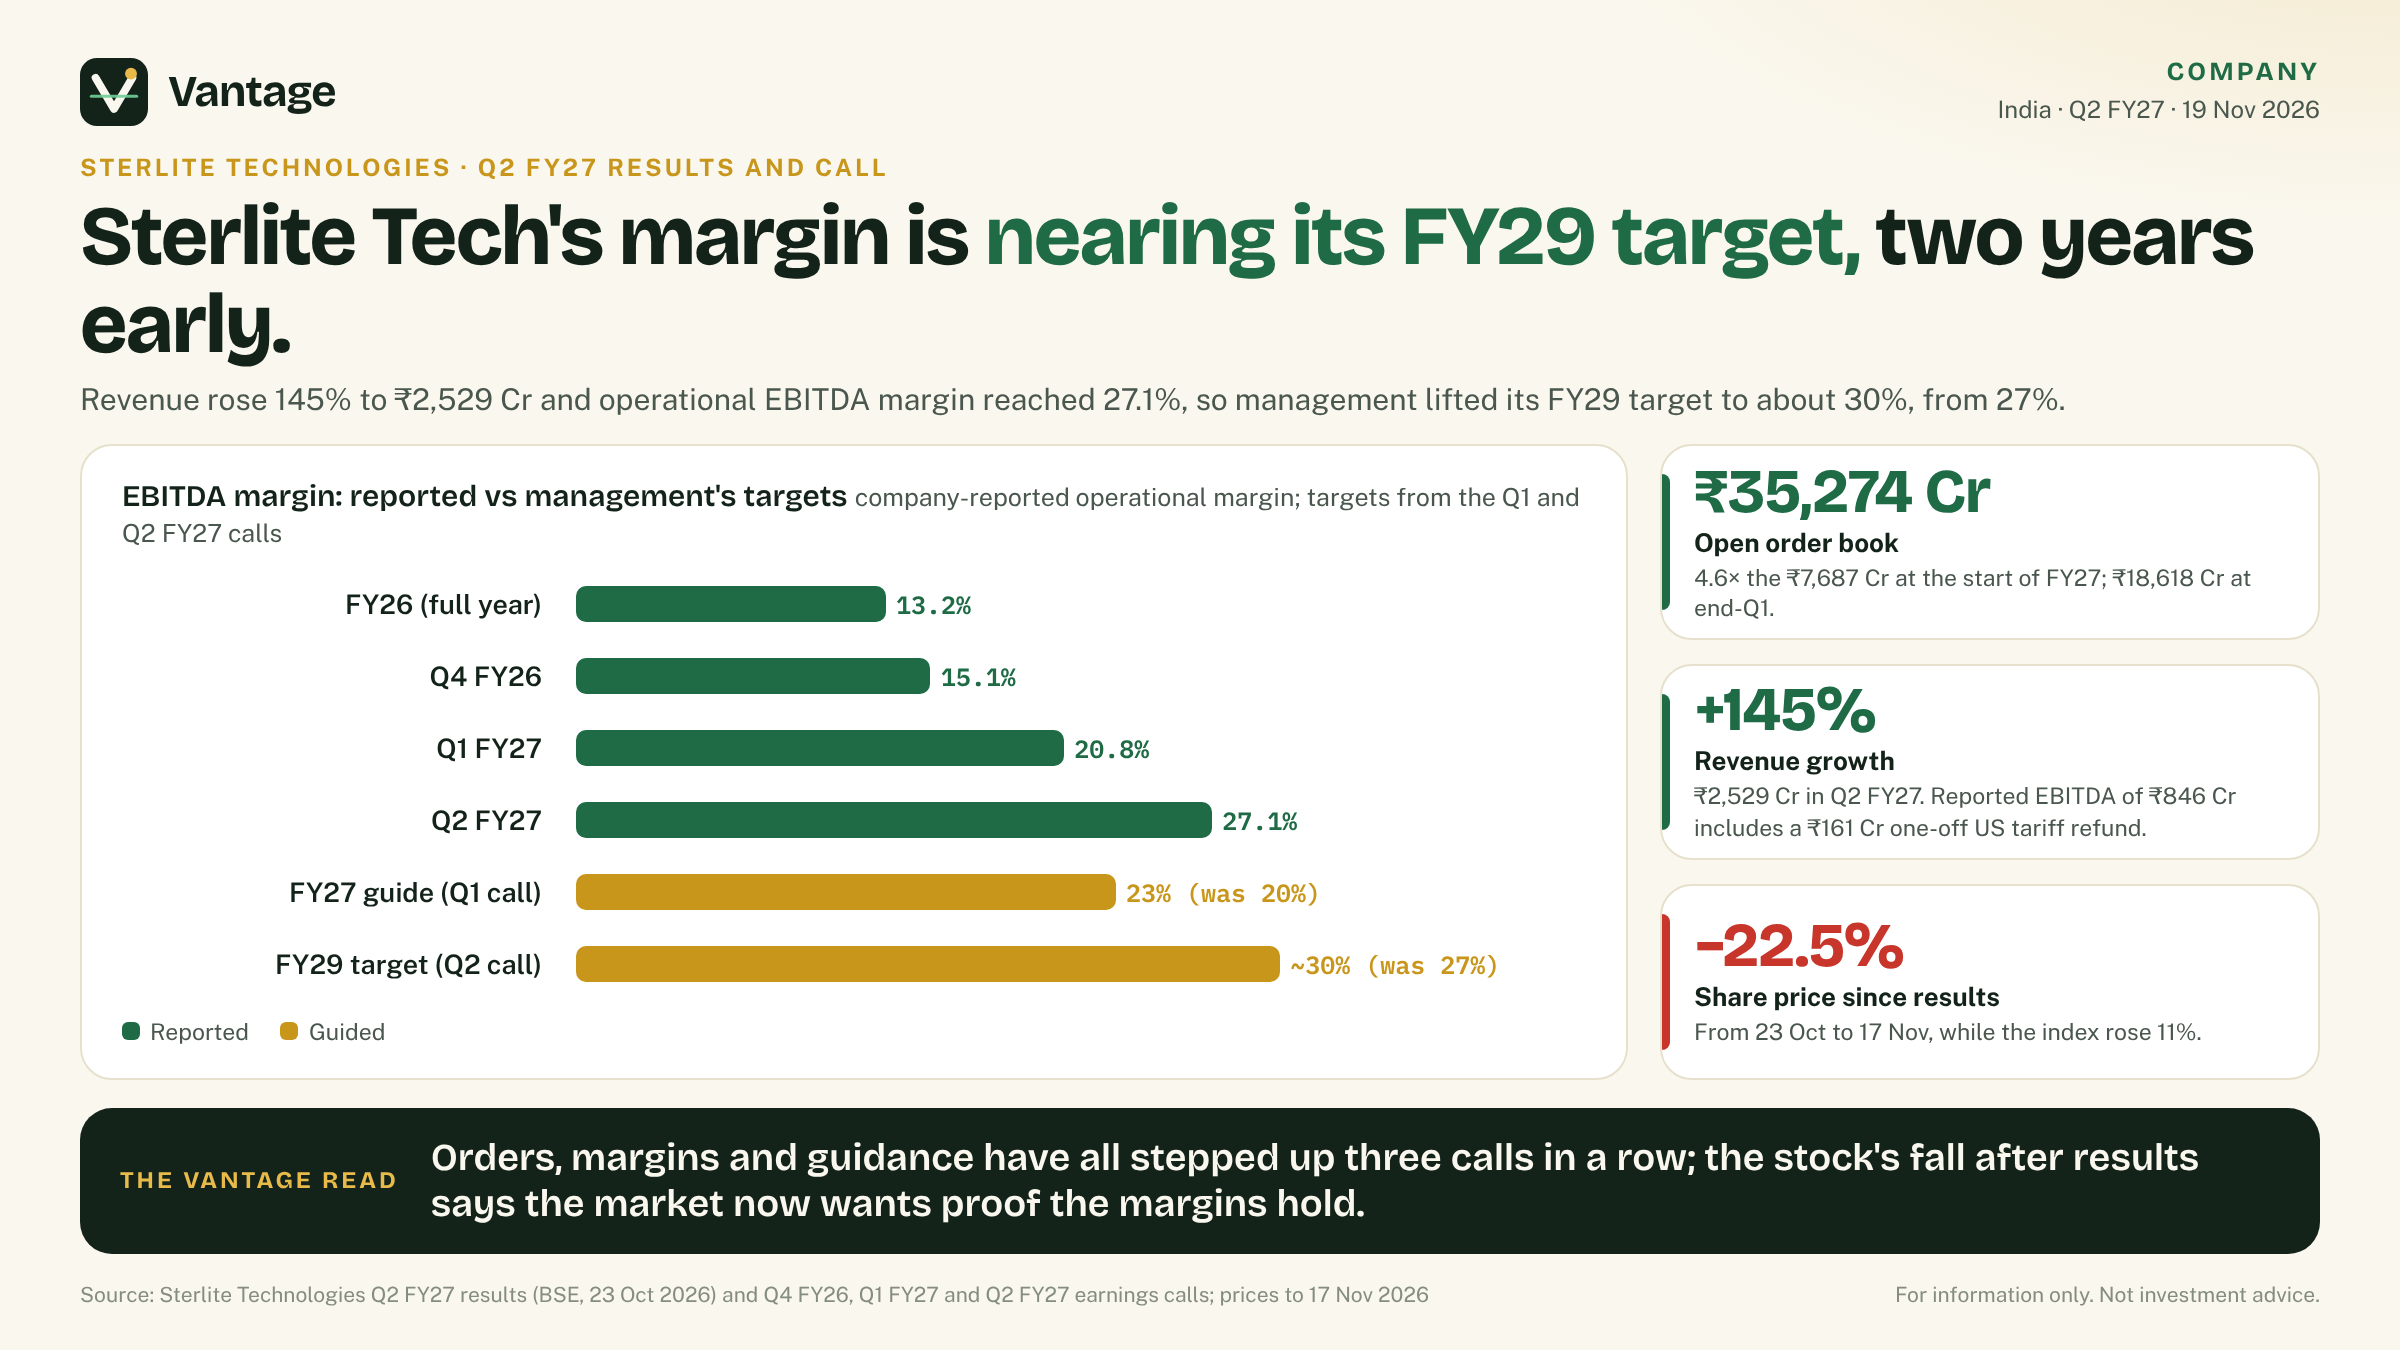 Vantage
COMPANY
India · Q2 FY27 · 19 Nov 2026
STERLITE TECHNOLOGIES · Q2 FY27 RESULTS AND CALL
Sterlite Tech's margin is nearing its FY29 target, two years
early.
Revenue rose 145% to ₹2,529 Cr and operational EBITDA margin reached 27.1%, so management lifted its FY29 target to about 30%, from 27%.
EBITDA margin: reported vs management's targets company-reported operational margin; targets from the Q1 and
Q2 FY27 calls
FY26 (full year) 13.2%
Q4 FY26 15.1%
Q1 FY27 20.8%
Q2 FY27 27.1%
FY27 guide (Q1 call) 23% (was 20%)
FY29 target (Q2 call) ~30% (was 27%)
Reported Guided
₹35,274 Cr
Open order book
4.6× the ₹7,687 Cr at the start of FY27; ₹18,618 Cr at
end-Q1.
+145%
Revenue growth
₹2,529 Cr in Q2 FY27. Reported EBITDA of ₹846 Cr
includes a ₹161 Cr one-off US tariff refund.
−22.5%
Share price since results
From 23 Oct to 17 Nov, while the index rose 11%.
THE VANTAGE READ
Orders, margins and guidance have all stepped up three calls in a row; the stock's fall after results
says the market now wants proof the margins hold.
Source: Sterlite Technologies Q2 FY27 results (BSE, 23 Oct 2026) and Q4 FY26, Q1 FY27 and Q2 FY27 earnings calls; prices to 17 Nov 2026
For information only. Not investment advice.